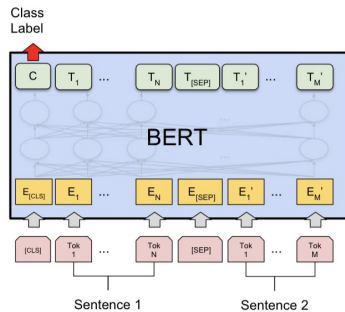 Class
Label
C T1 ... TN T[SEP] T1' ... TM'
...
BERT
...
E[CLS] E1 ... EN E[SEP] E1' ... EM'
[CLS] Tok 1 ... Tok N [SEP] Tok 1 ... Tok M
Sentence 1 Sentence 2